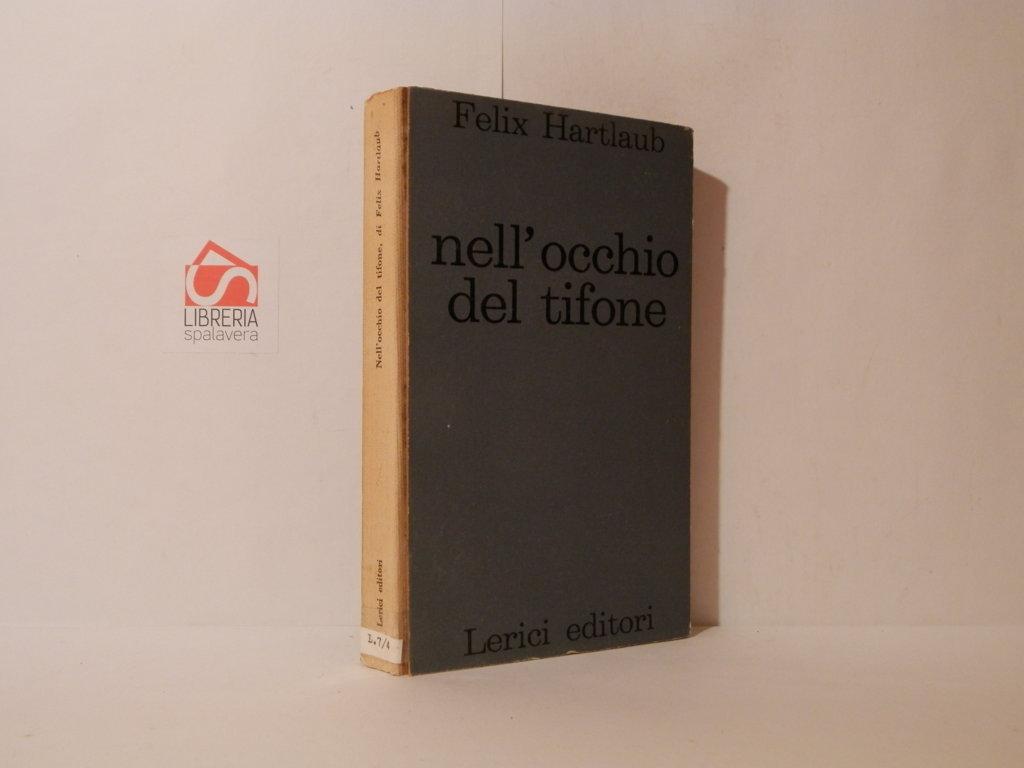 LIBRERIA
spalavera
Nell'occhio del tifone, di Felix Hartlaub
Lerici editori
L.7/4
Felix Hartlaub
nell'occhio
del tifone
Lerici editori